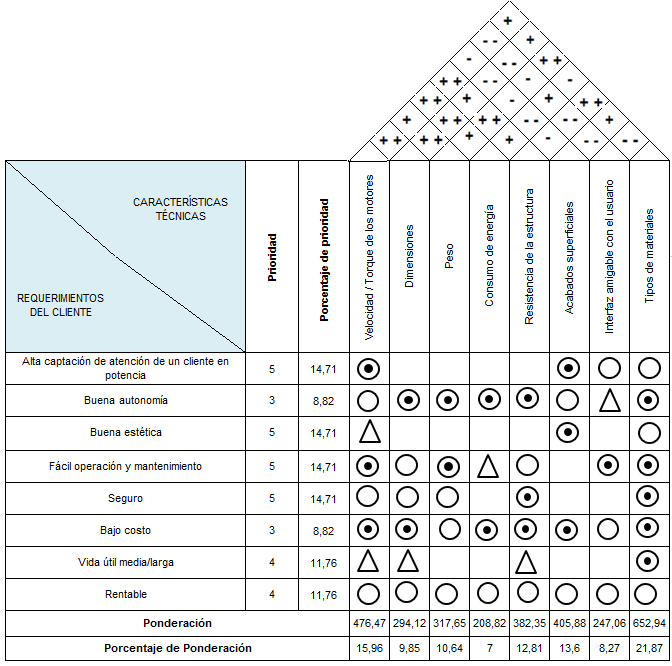 +
- - +
- - - + +
+ + - - - -
+ + + - + + +
+ + + + + - - - - +
+ + + + + + - - - - -
CARACTERÍSTICAS
TÉCNICAS
REQUERIMIENTOS
DEL CLIENTE
Prioridad
Porcentaje de prioridad
Velocidad / Torque de los motores
Dimensiones
Peso
Consumo de energía
Resistencia de la estructura
Acabados superficiales
Interfaz amigable con el usuario
Tipos de materiales
Alta captación de atención de un cliente en
potencia
5 14,71
Buena autonomía 3 8,82
Buena estética 5 14,71
Fácil operación y mantenimiento 5 14,71
Seguro 5 14,71
Bajo costo 3 8,82
Vida útil media/larga 4 11,76
Rentable 4 11,76
Ponderación 476,47 294,12 317,65 208,82 382,35 405,88 247,06 652,94
Porcentaje de Ponderación 15,96 9,85 10,64 7 12,81 13,6 8,27 21,87